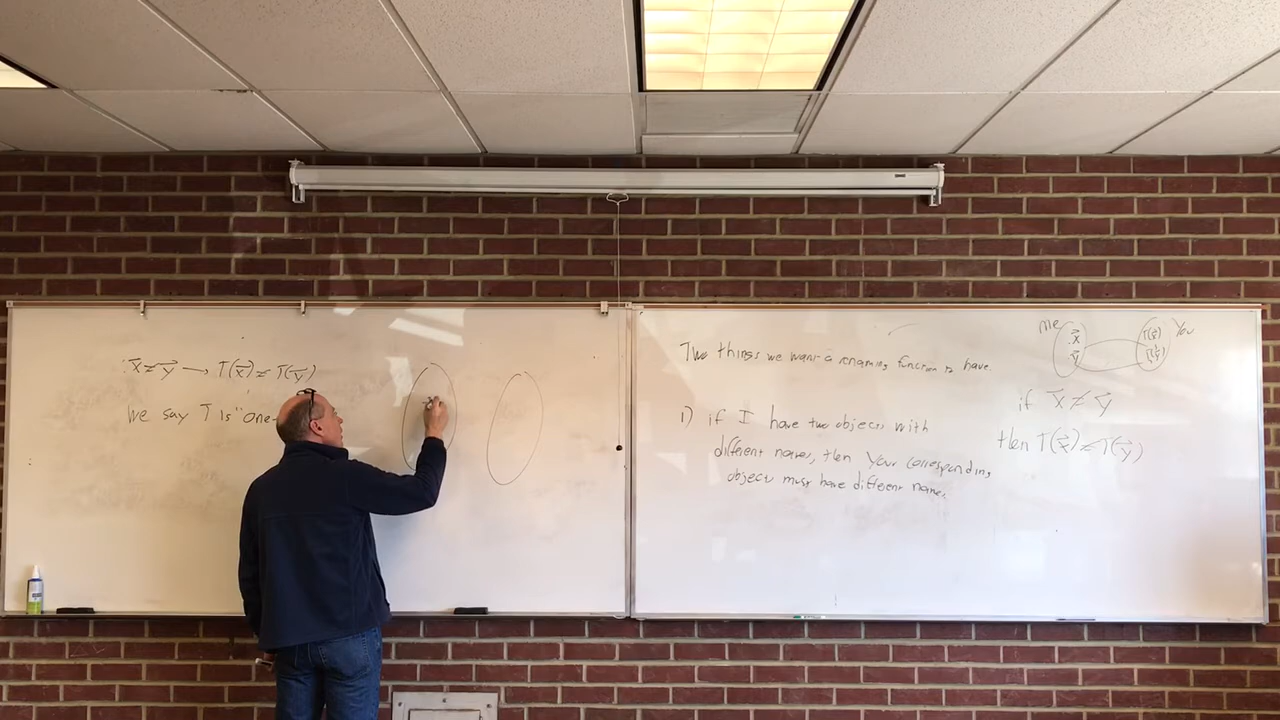 x⃗ ≠ y⃗ → T(x⃗) ≠ T(y⃗)
We say T is "one-
Two things we want a renaming function to have.
1) if I have two objects with
different names, then your corresponding
objects must have different names.
Me
You
x⃗
y⃗
T(x⃗)
T(y⃗)
if x⃗ ≠ y⃗
then T(x⃗) ≠ T(y⃗)